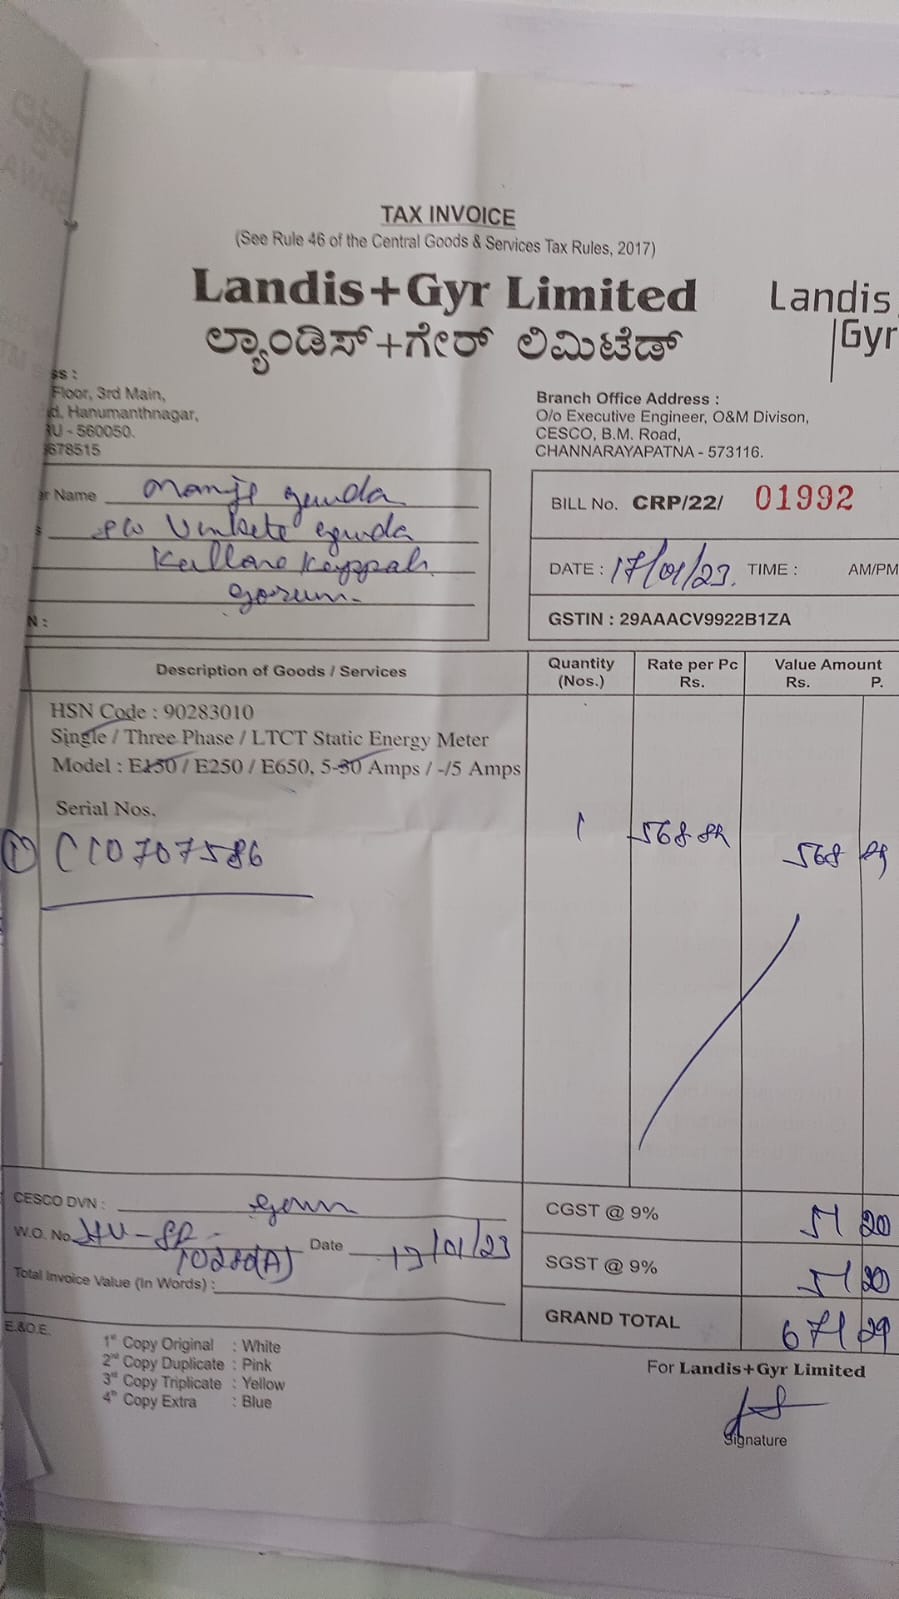 TAX INVOICE
(See Rule 46 of the Central Goods & Services Tax Rules, 2017)
Landis+Gyr Limited
ಲ್ಯಾಂಡಿಸ್+ಗೇರ್ ಲಿಮಿಟೆಡ್
Landis
Gyr
ss :
Floor, 3rd Main,
d, Hanumanthnagar,
RU - 560050.
678515
Branch Office Address :
O/o Executive Engineer, O&M Divison,
CESCO, B.M. Road,
CHANNARAYAPATNA - 573116.
r Name
N :
BILL No. CRP/22/ 01992
DATE : 17/01/23. TIME : AM/PM
GSTIN : 29AAACV9922B1ZA
Description of Goods / Services
Quantity (Nos.)
Rate per Pc Rs.
Value Amount Rs. P.
HSN Code : 90283010
Single / Three Phase / LTCT Static Energy Meter
Model : E150 / E250 / E650, 5-30 Amps / -/5 Amps
Serial Nos.
① C10707586 1 568 568
CESCO DVN :
W.O. No.
Date 17/01/23
Total Invoice Value (In Words) :
CGST @ 9% 51 20
SGST @ 9% 51 20
GRAND TOTAL 671 29
E.&O.E.
1st Copy Original : White
2nd Copy Duplicate : Pink
3rd Copy Triplicate : Yellow
4th Copy Extra : Blue
For Landis+Gyr Limited
Signature